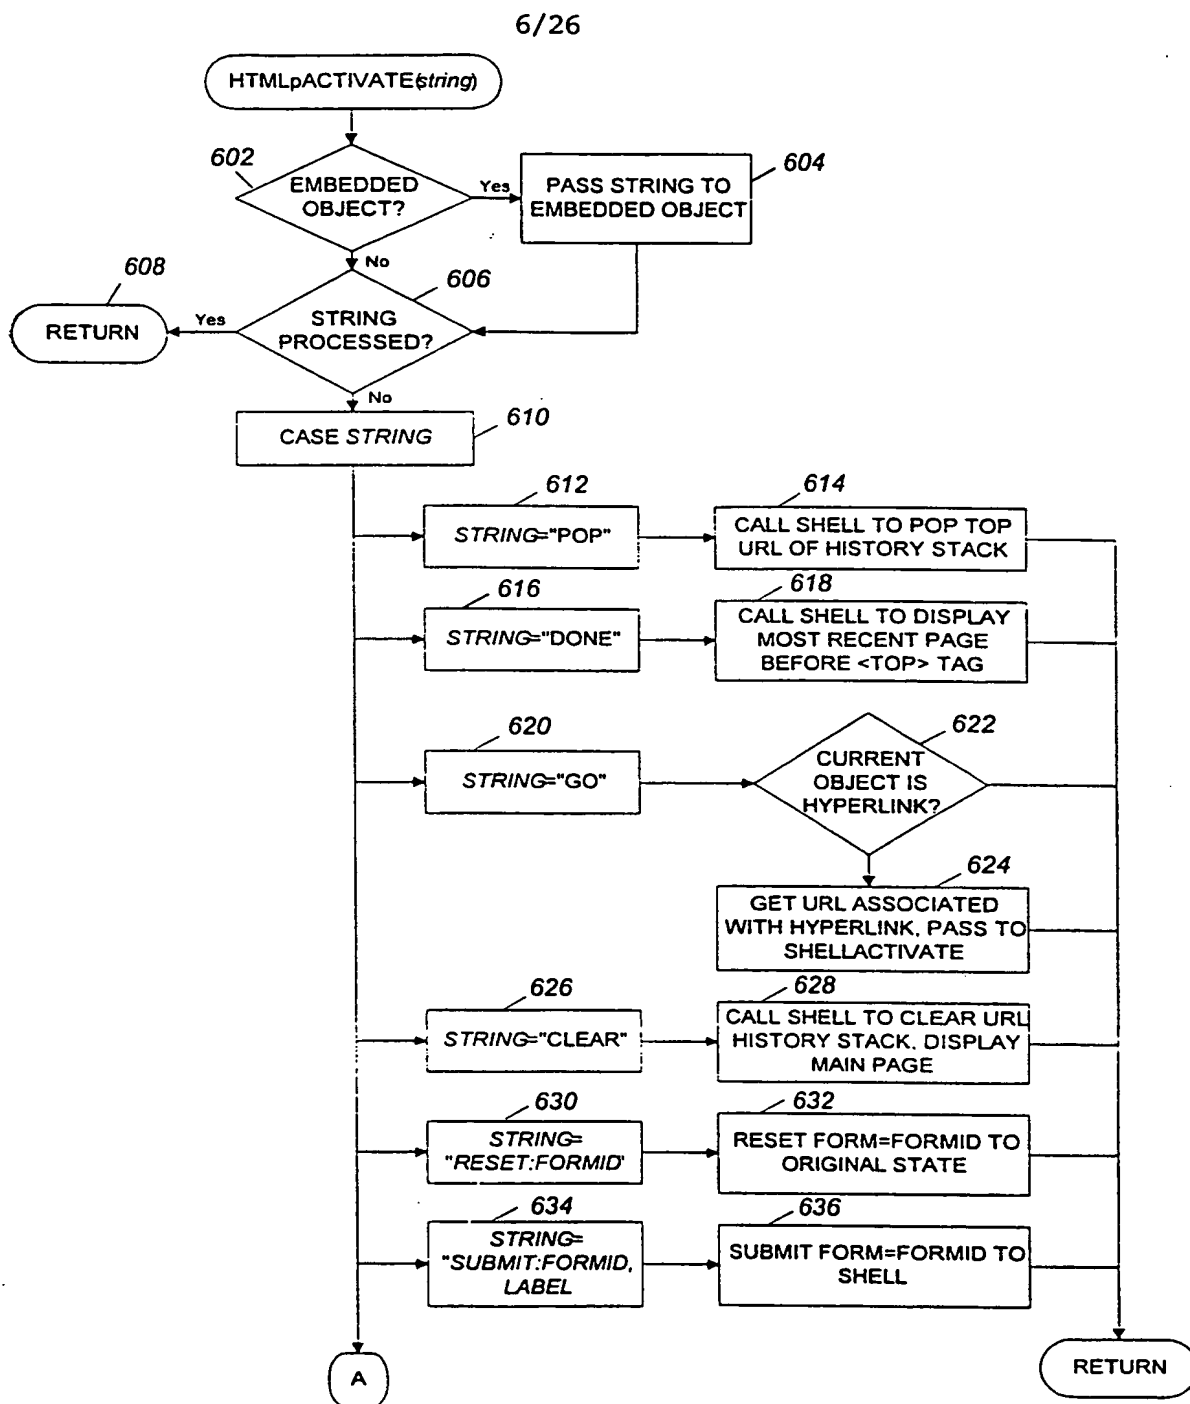 6/26
HTMLpACTIVATE(string)
602
EMBEDDED
OBJECT?
Yes
604
PASS STRING TO
EMBEDDED OBJECT
No
608
RETURN
Yes
606
STRING
PROCESSED?
No
610
CASE STRING
612
STRING="POP"
614
CALL SHELL TO POP TOP
URL OF HISTORY STACK
616
STRING="DONE"
618
CALL SHELL TO DISPLAY
MOST RECENT PAGE
BEFORE <TOP> TAG
620
STRING="GO"
622
CURRENT
OBJECT IS
HYPERLINK?
624
GET URL ASSOCIATED
WITH HYPERLINK, PASS TO
SHELLACTIVATE
626
STRING="CLEAR"
628
CALL SHELL TO CLEAR URL
HISTORY STACK. DISPLAY
MAIN PAGE
630
STRING=
"RESET:FORMID'
632
RESET FORM=FORMID TO
ORIGINAL STATE
634
STRING=
"SUBMIT:FORMID,
LABEL
636
SUBMIT FORM=FORMID TO
SHELL
A
RETURN